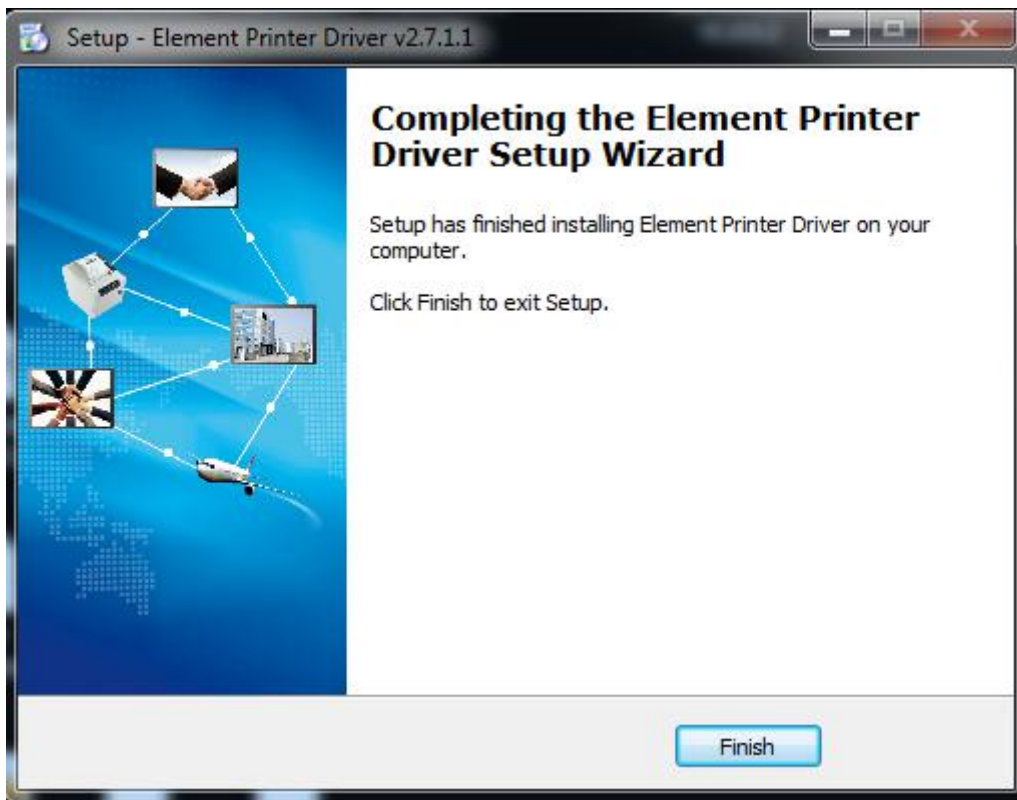 Setup - Element Printer Driver v2.7.1.1
Completing the Element Printer
Driver Setup Wizard
Setup has finished installing Element Printer Driver on your
computer.
Click Finish to exit Setup.
Finish